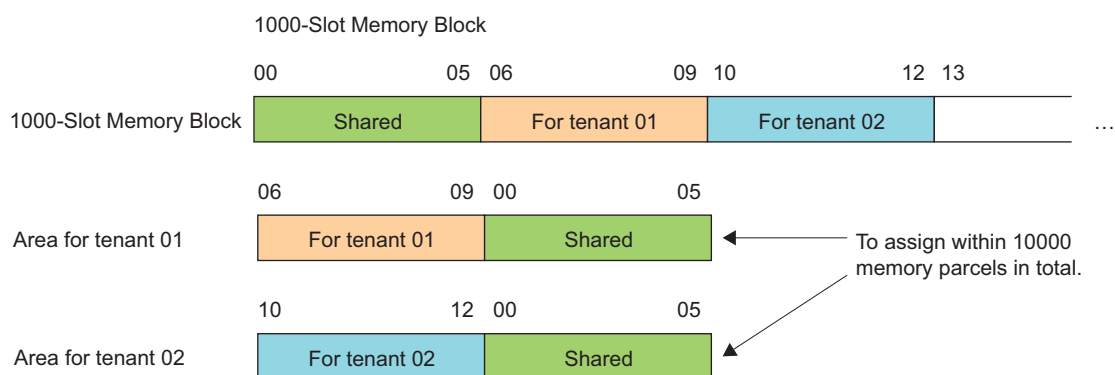 1000-Slot Memory Block
00 05 06 09 10 12 13
1000-Slot Memory Block Shared For tenant 01 For tenant 02 …
06 09 00 05
Area for tenant 01 For tenant 01 Shared
To assign within 10000
memory parcels in total.
10 12 00 05
Area for tenant 02 For tenant 02 Shared